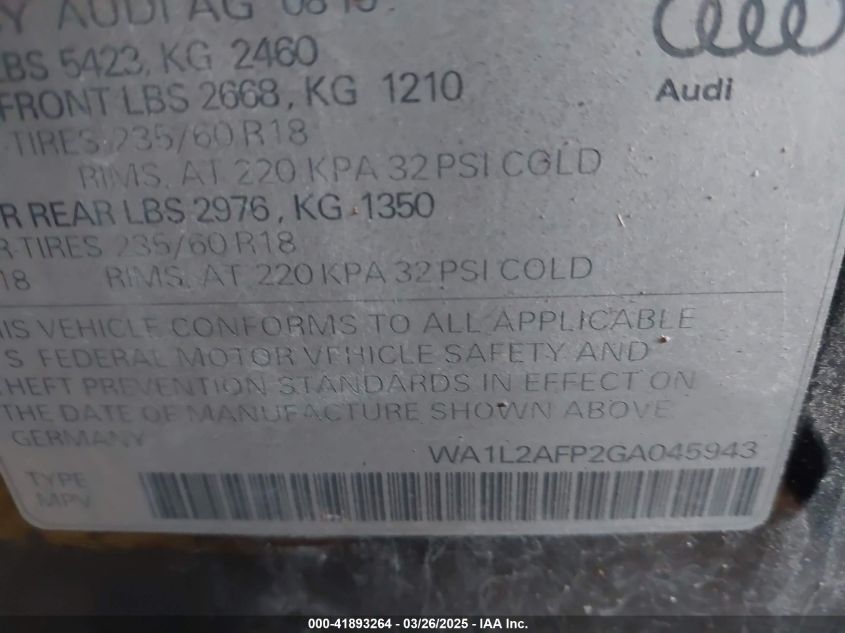 AUDI AG
LBS 5423, KG 2460
FRONT LBS 2668, KG 1210
TIRES 235/60 R18
RIMS. AT 220 KPA 32 PSI COLD
R REAR LBS 2976, KG 1350
R-TIRES 235/60 R18
18 RIMS. AT 220 KPA 32 PSI COLD
Audi
HIS VEHICLE CONFORMS TO ALL APPLICABLE
S. FEDERAL MOTOR VEHICLE SAFETY AND
HEFT PREVENTION STANDARDS IN EFFECT ON
THE DATE OF MANUFACTURE SHOWN ABOVE
GERMANY
WA1L2AFP2GA045943
TYPE
MPV
000-41893264 - 03/26/2025 - IAA Inc.